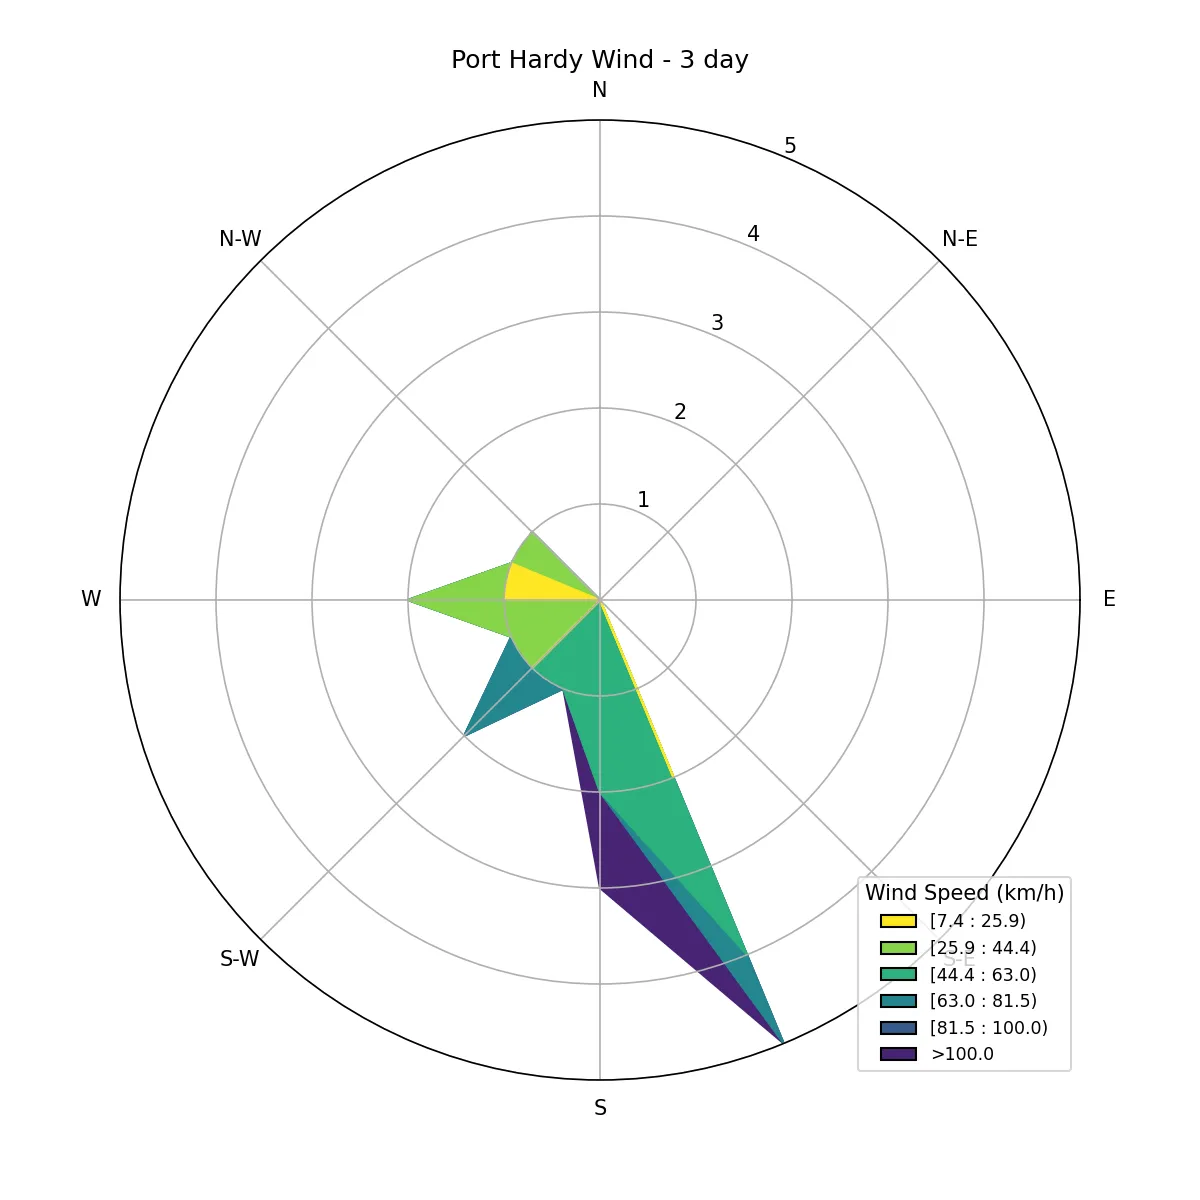 Port Hardy Wind - 3 day
N
5
N-W
N-E
4
3
2
1
W
E
Wind Speed (km/h)
[7.4 : 25.9)
[25.9 : 44.4)
S-W
S-E
[44.4 : 63.0)
[63.0 : 81.5)
[81.5 : 100.0)
>100.0
S